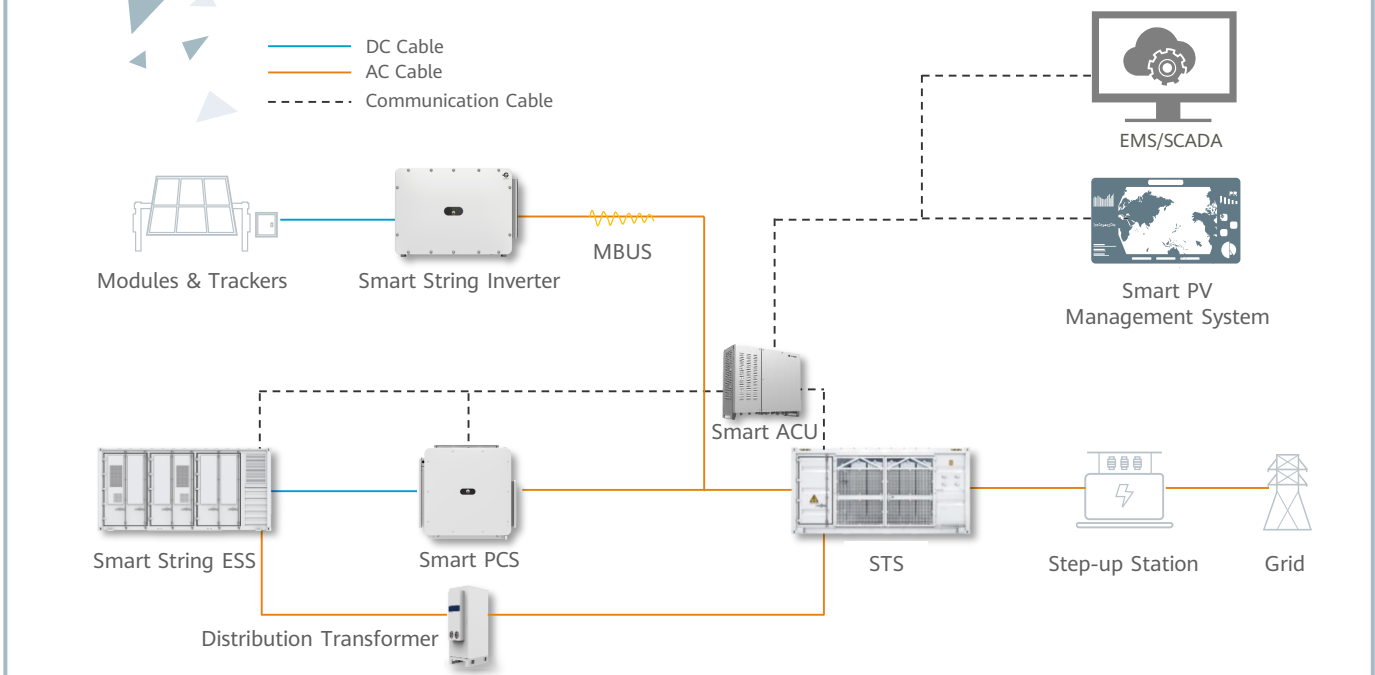 DC Cable
AC Cable
Communication Cable
EMS/SCADA
MBUS
Modules & Trackers
Smart String Inverter
Smart PV
Management System
Smart ACU
Smart String ESS
Smart PCS
STS
Step-up Station
Grid
Distribution Transformer